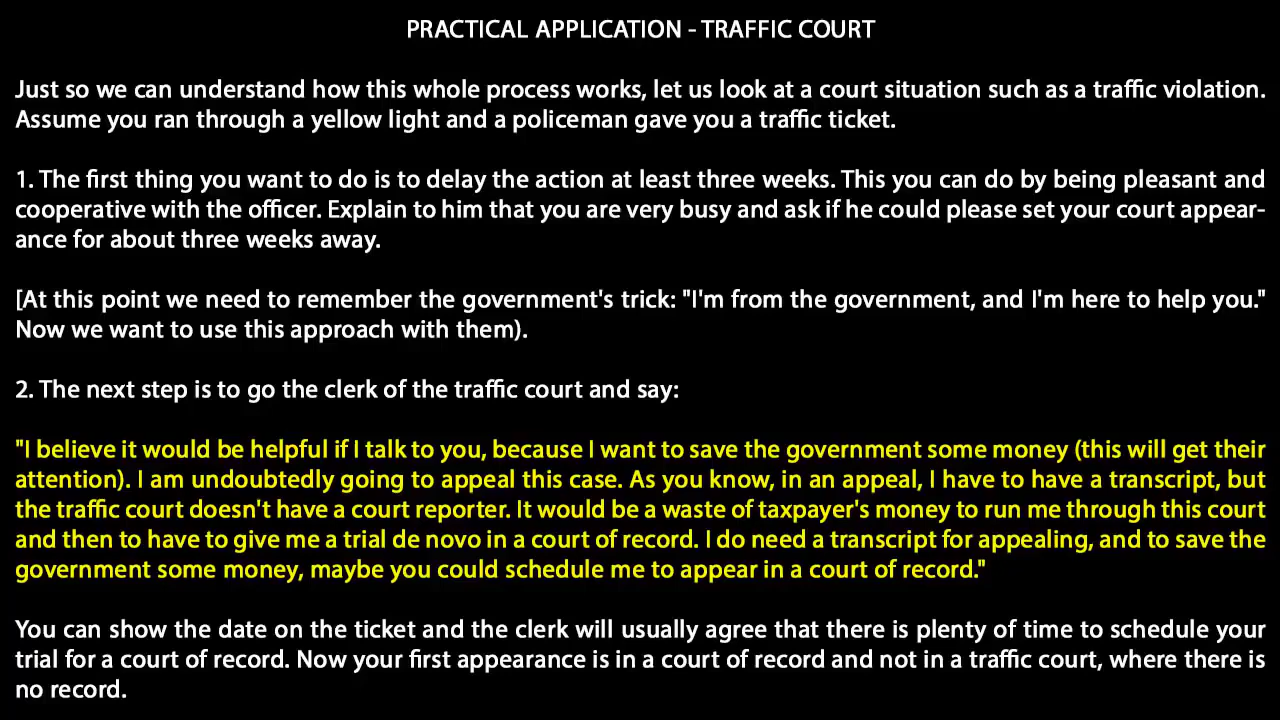 PRACTICAL APPLICATION - TRAFFIC COURT
Just so we can understand how this whole process works, let us look at a court situation such as a traffic violation.
Assume you ran through a yellow light and a policeman gave you a traffic ticket.
1. The first thing you want to do is to delay the action at least three weeks. This you can do by being pleasant and
cooperative with the officer. Explain to him that you are very busy and ask if he could please set your court appear-
ance for about three weeks away.
[At this point we need to remember the government's trick: "I'm from the government, and I'm here to help you."
Now we want to use this approach with them).
2. The next step is to go the clerk of the traffic court and say:
"I believe it would be helpful if I talk to you, because I want to save the government some money (this will get their
attention). I am undoubtedly going to appeal this case. As you know, in an appeal, I have to have a transcript, but
the traffic court doesn't have a court reporter. It would be a waste of taxpayer's money to run me through this court
and then to have to give me a trial de novo in a court of record. I do need a transcript for appealing, and to save the
government some money, maybe you could schedule me to appear in a court of record."
You can show the date on the ticket and the clerk will usually agree that there is plenty of time to schedule your
trial for a court of record. Now your first appearance is in a court of record and not in a traffic court, where there is
no record.